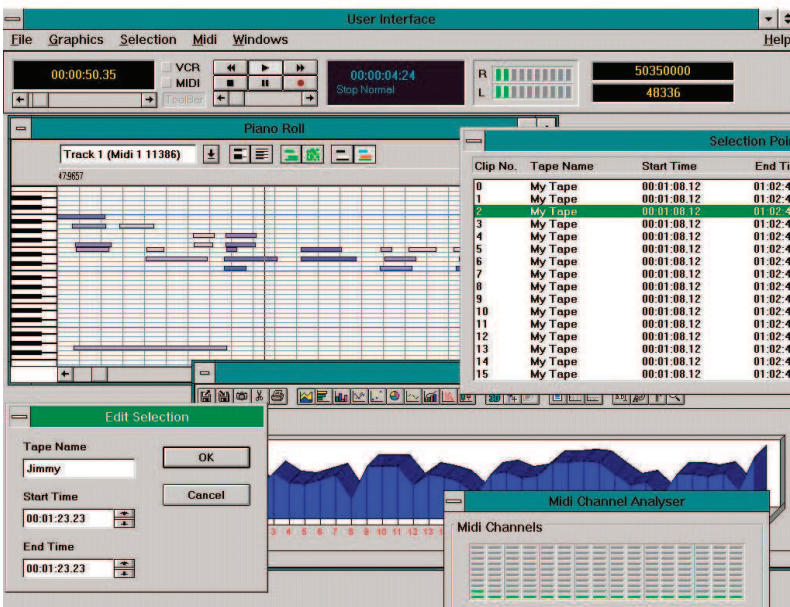 User Interface
File Graphics Selection Midi Windows Help
00:00:50.35
VCR
MIDI
ToolBar
00:00:04:24
Stop Normal
R
L
50350000
48336
Piano Roll
Track 1 (Midi 1 11386)
47:9657
Selection Poi
Clip No. Tape Name Start Time End Ti
0 My Tape 00:01:08.12 01:02:4
1 My Tape 00:01:08.12 01:02:4
2 My Tape 00:01:08.12 01:02:4
3 My Tape 00:01:08.12 01:02:4
4 My Tape 00:01:08.12 01:02:4
5 My Tape 00:01:08.12 01:02:4
6 My Tape 00:01:08.12 01:02:4
7 My Tape 00:01:08.12 01:02:4
8 My Tape 00:01:08.12 01:02:4
9 My Tape 00:01:08.12 01:02:4
10 My Tape 00:01:08.12 01:02:4
11 My Tape 00:01:08.12 01:02:4
12 My Tape 00:01:08.12 01:02:4
13 My Tape 00:01:08.12 01:02:4
14 My Tape 00:01:08.12 01:02:4
15 My Tape 00:01:08.12 01:02:4
Edit Selection
Tape Name
Jimmy
OK
Start Time
Cancel
00:01:23.23
End Time
00:01:23.23
3 4 5 6 7 8 9 10 11 12 13 1
Midi Channel Analyser
Midi Channels